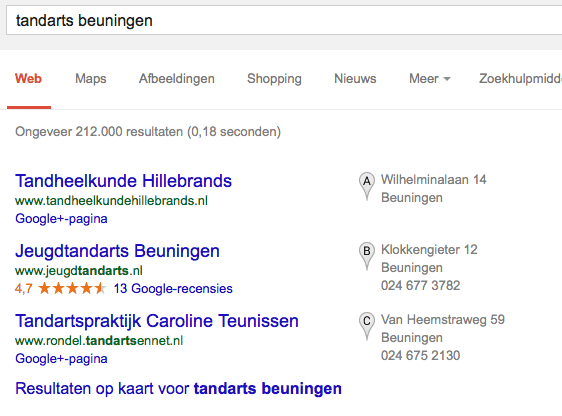 tandarts beuningen
Web Maps Afbeeldingen Shopping Nieuws Meer Zoekhulpmidd
Ongeveer 212.000 resultaten (0,18 seconden)
Tandheelkunde Hillebrands
www.tandheelkundehillebrands.nl
Google+-pagina
A Wilhelminalaan 14
Beuningen
Jeugdtandarts Beuningen
www.jeugdtandarts.nl
4,7 13 Google-recensies
B Klokkengieter 12
Beuningen
024 677 3782
Tandartspraktijk Caroline Teunissen
www.rondel.tandartsennet.nl
Google+-pagina
C Van Heemstraweg 59
Beuningen
024 675 2130
Resultaten op kaart voor tandarts beuningen